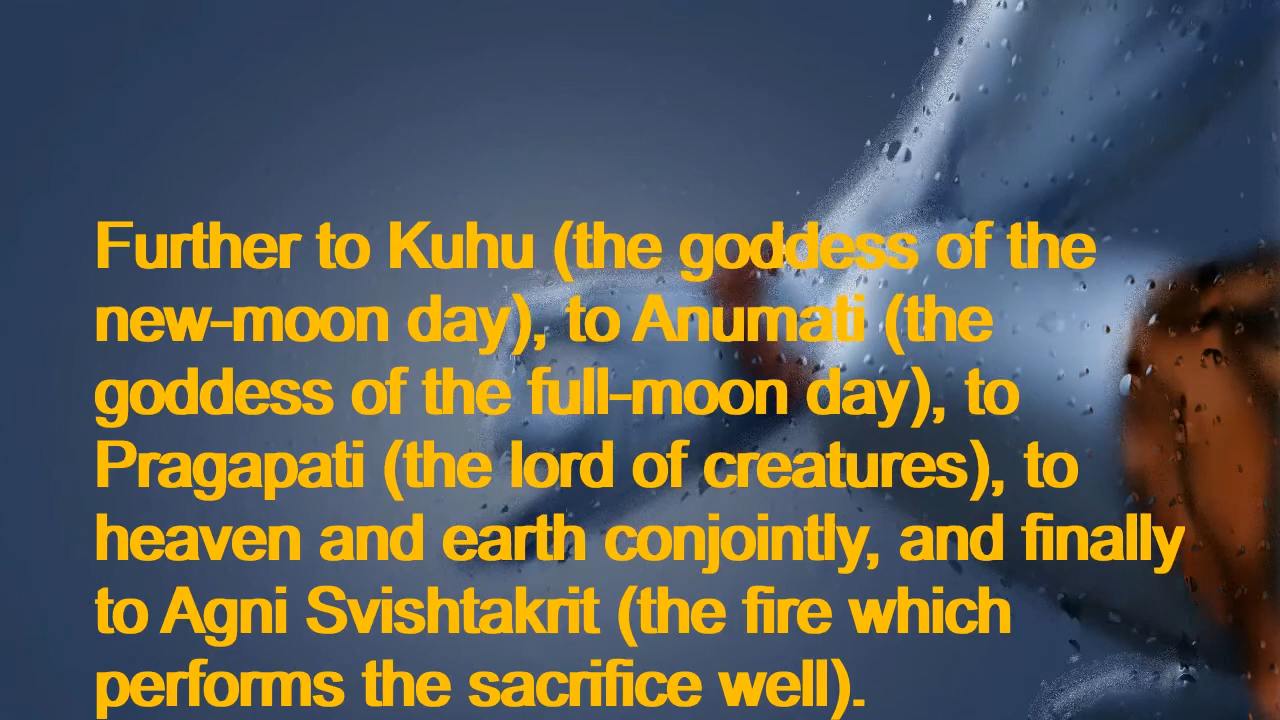 Further to Kuhu (the goddess of the
new-moon day), to Anumati (the
goddess of the full-moon day), to
Pragapati (the lord of creatures), to
heaven and earth conjointly, and finally
to Agni Svishtakrit (the fire which
performs the sacrifice well).